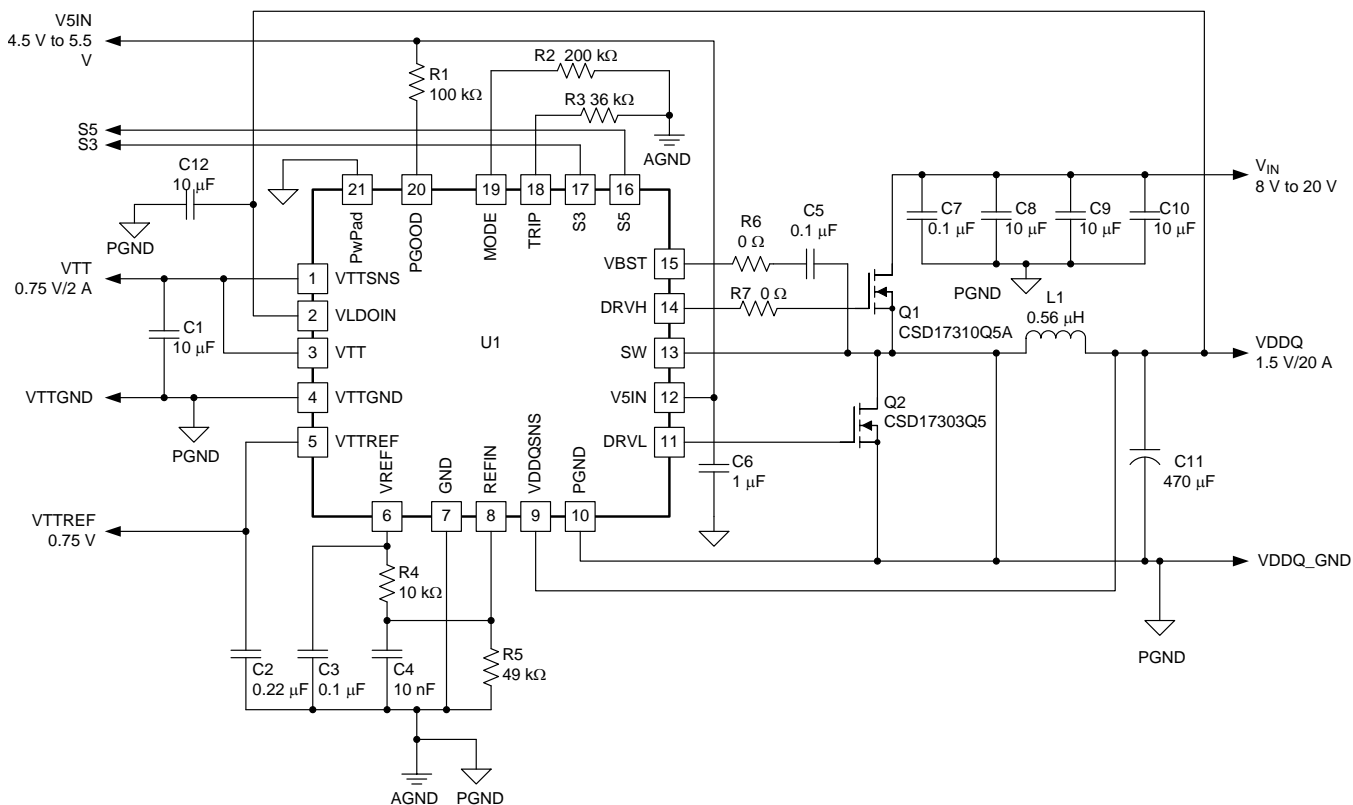 V5IN
4.5 V to 5.5
V
R1
100 kΩ
R2 200 kΩ
R3 36 kΩ
AGND
S5
S3
C12
10 μF
PGND
21
20
19
18
17
16
PwPad
PGOOD
MODE
TRIP
S3
S5
VIN
8 V to 20 V
C7
0.1 μF
C8
10 μF
C9
10 μF
C10
10 μF
PGND
R6
0 Ω
C5
0.1 μF
R7 0 Ω
VTT
0.75 V/2 A
C1
10 μF
VTTGND
PGND
VTTREF
0.75 V
1
VTTSNS
2
VLDOIN
3
VTT
4
VTTGND
5
VTTREF
U1
VBST
15
DRVH
14
SW
13
V5IN
12
DRVL
11
Q1
CSD17310Q5A
L1
0.56 μH
VDDQ
1.5 V/20 A
Q2
CSD17303Q5
C6
1 μF
C11
470 μF
VREF
GND
REFIN
VDDQSNS
PGND
6
7
8
9
10
VDDQ_GND
PGND
R4
10 kΩ
C2
0.22 μF
C3
0.1 μF
C4
10 nF
R5
49 kΩ
AGND
PGND